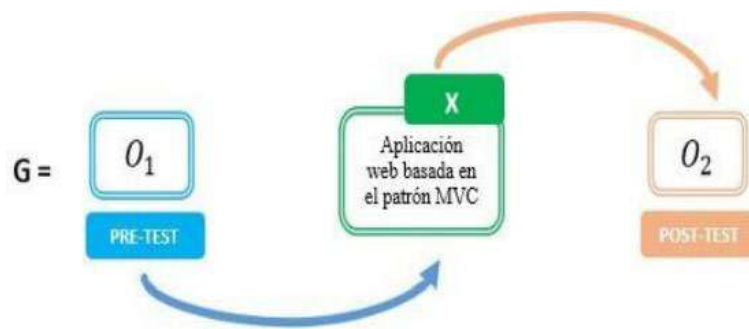 G =
O₁
PRE-TEST
X
Aplicación
web basada en
el patrón MVC
O₂
POST-TEST